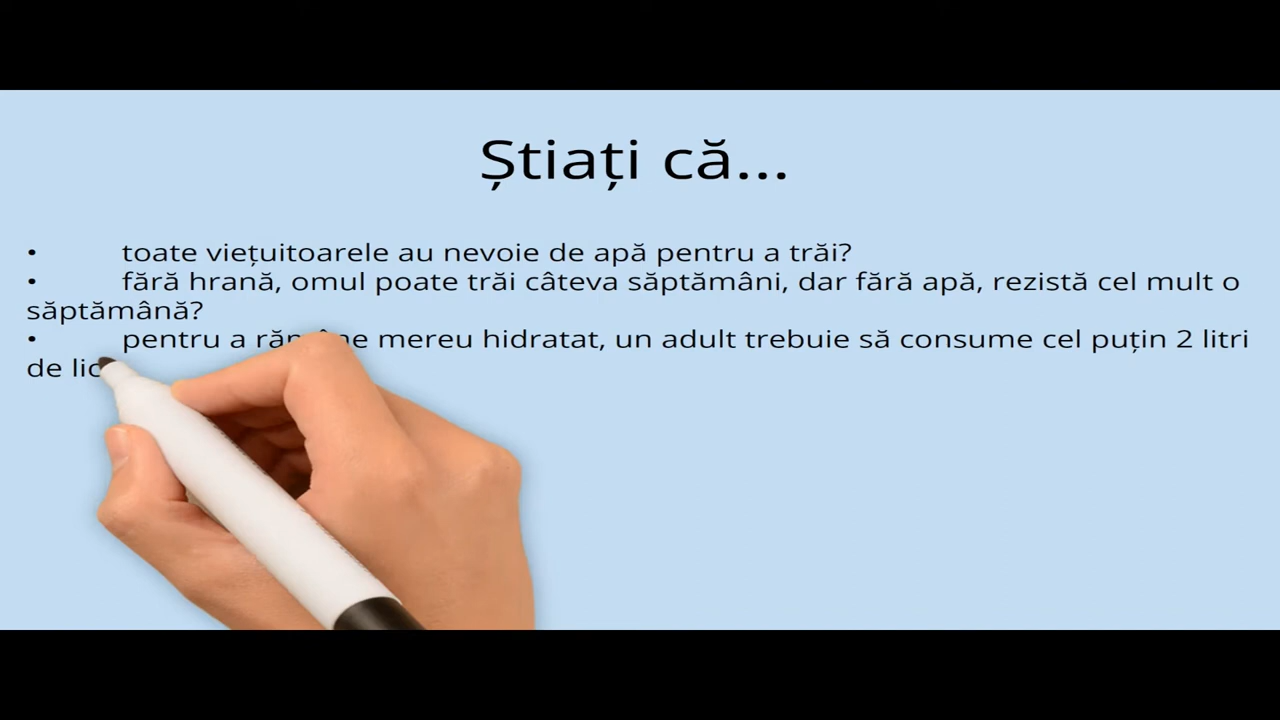 Știați că...
• toate viețuitoarele au nevoie de apă pentru a trăi?
• fără hrană, omul poate trăi câteva săptămâni, dar fără apă, rezistă cel mult o
săptămână?
• pentru a rămâne mereu hidratat, un adult trebuie să consume cel puțin 2 litri
de